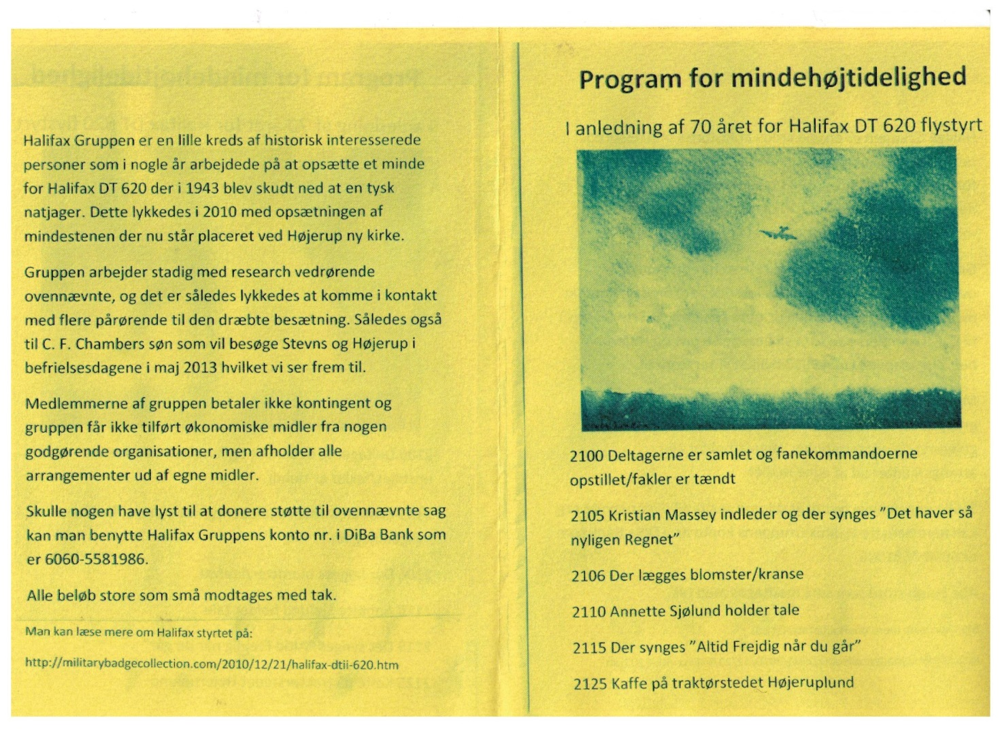 Halifax Gruppen er en lille kreds af historisk interesserede
personer som i nogle år arbejdede på at opsætte et minde
for Halifax DT 620 der i 1943 blev skudt ned at en tysk
natjager. Dette lykkedes i 2010 med opsætningen af
mindestenen der nu står placeret ved Højerup ny kirke.
Gruppen arbejder stadig med research vedrørende
ovennævnte, og det er således lykkedes at komme i kontakt
med flere pårørende til den dræbte besætning. Således også
til C. F. Chambers søn som vil besøge Stevns og Højerup i
befrielsesdagene i maj 2013 hvilket vi ser frem til.
Medlemmerne af gruppen betaler ikke kontingent og
gruppen får ikke tilført økonomiske midler fra nogen
godgørende organisationer, men afholder alle
arrangementer ud af egne midler.
Skulle nogen have lyst til at donere støtte til ovennævnte sag
kan man benytte Halifax Gruppens konto nr. i DiBa Bank som
er 6060-5581986.
Alle beløb store som små modtages med tak.
Man kan læse mere om Halifax styrtet på:
http://militarybadgecollection.com/2010/12/21/halifax-dtii-620.htm
Program for mindehøjtidelighed
I anledning af 70 året for Halifax DT 620 flystyrt
2100 Deltagerne er samlet og fanekommandoerne
opstillet/fakler er tændt
2105 Kristian Massey indleder og der synges ”Det haver så
nyligen Regnet”
2106 Der lægges blomster/kranse
2110 Annette Sjølund holder tale
2115 Der synges ”Altid Frejdig når du går”
2125 Kaffe på traktørstedet Højeruplund